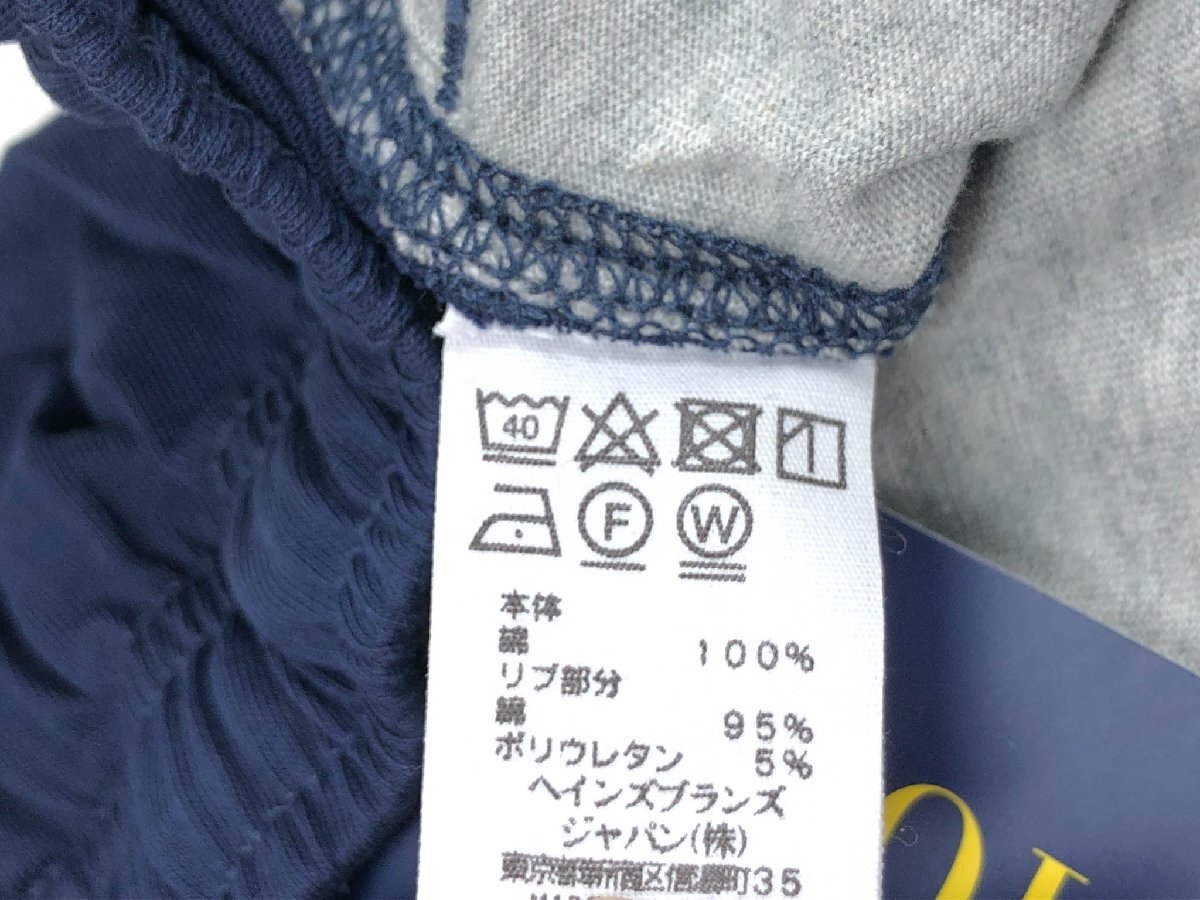 40
F W
本体
綿 100%
リブ部分
綿 95%
ポリウレタン 5%
ヘインズブランズ
ジャパン(株)
東京都新宿区信濃町35
OL